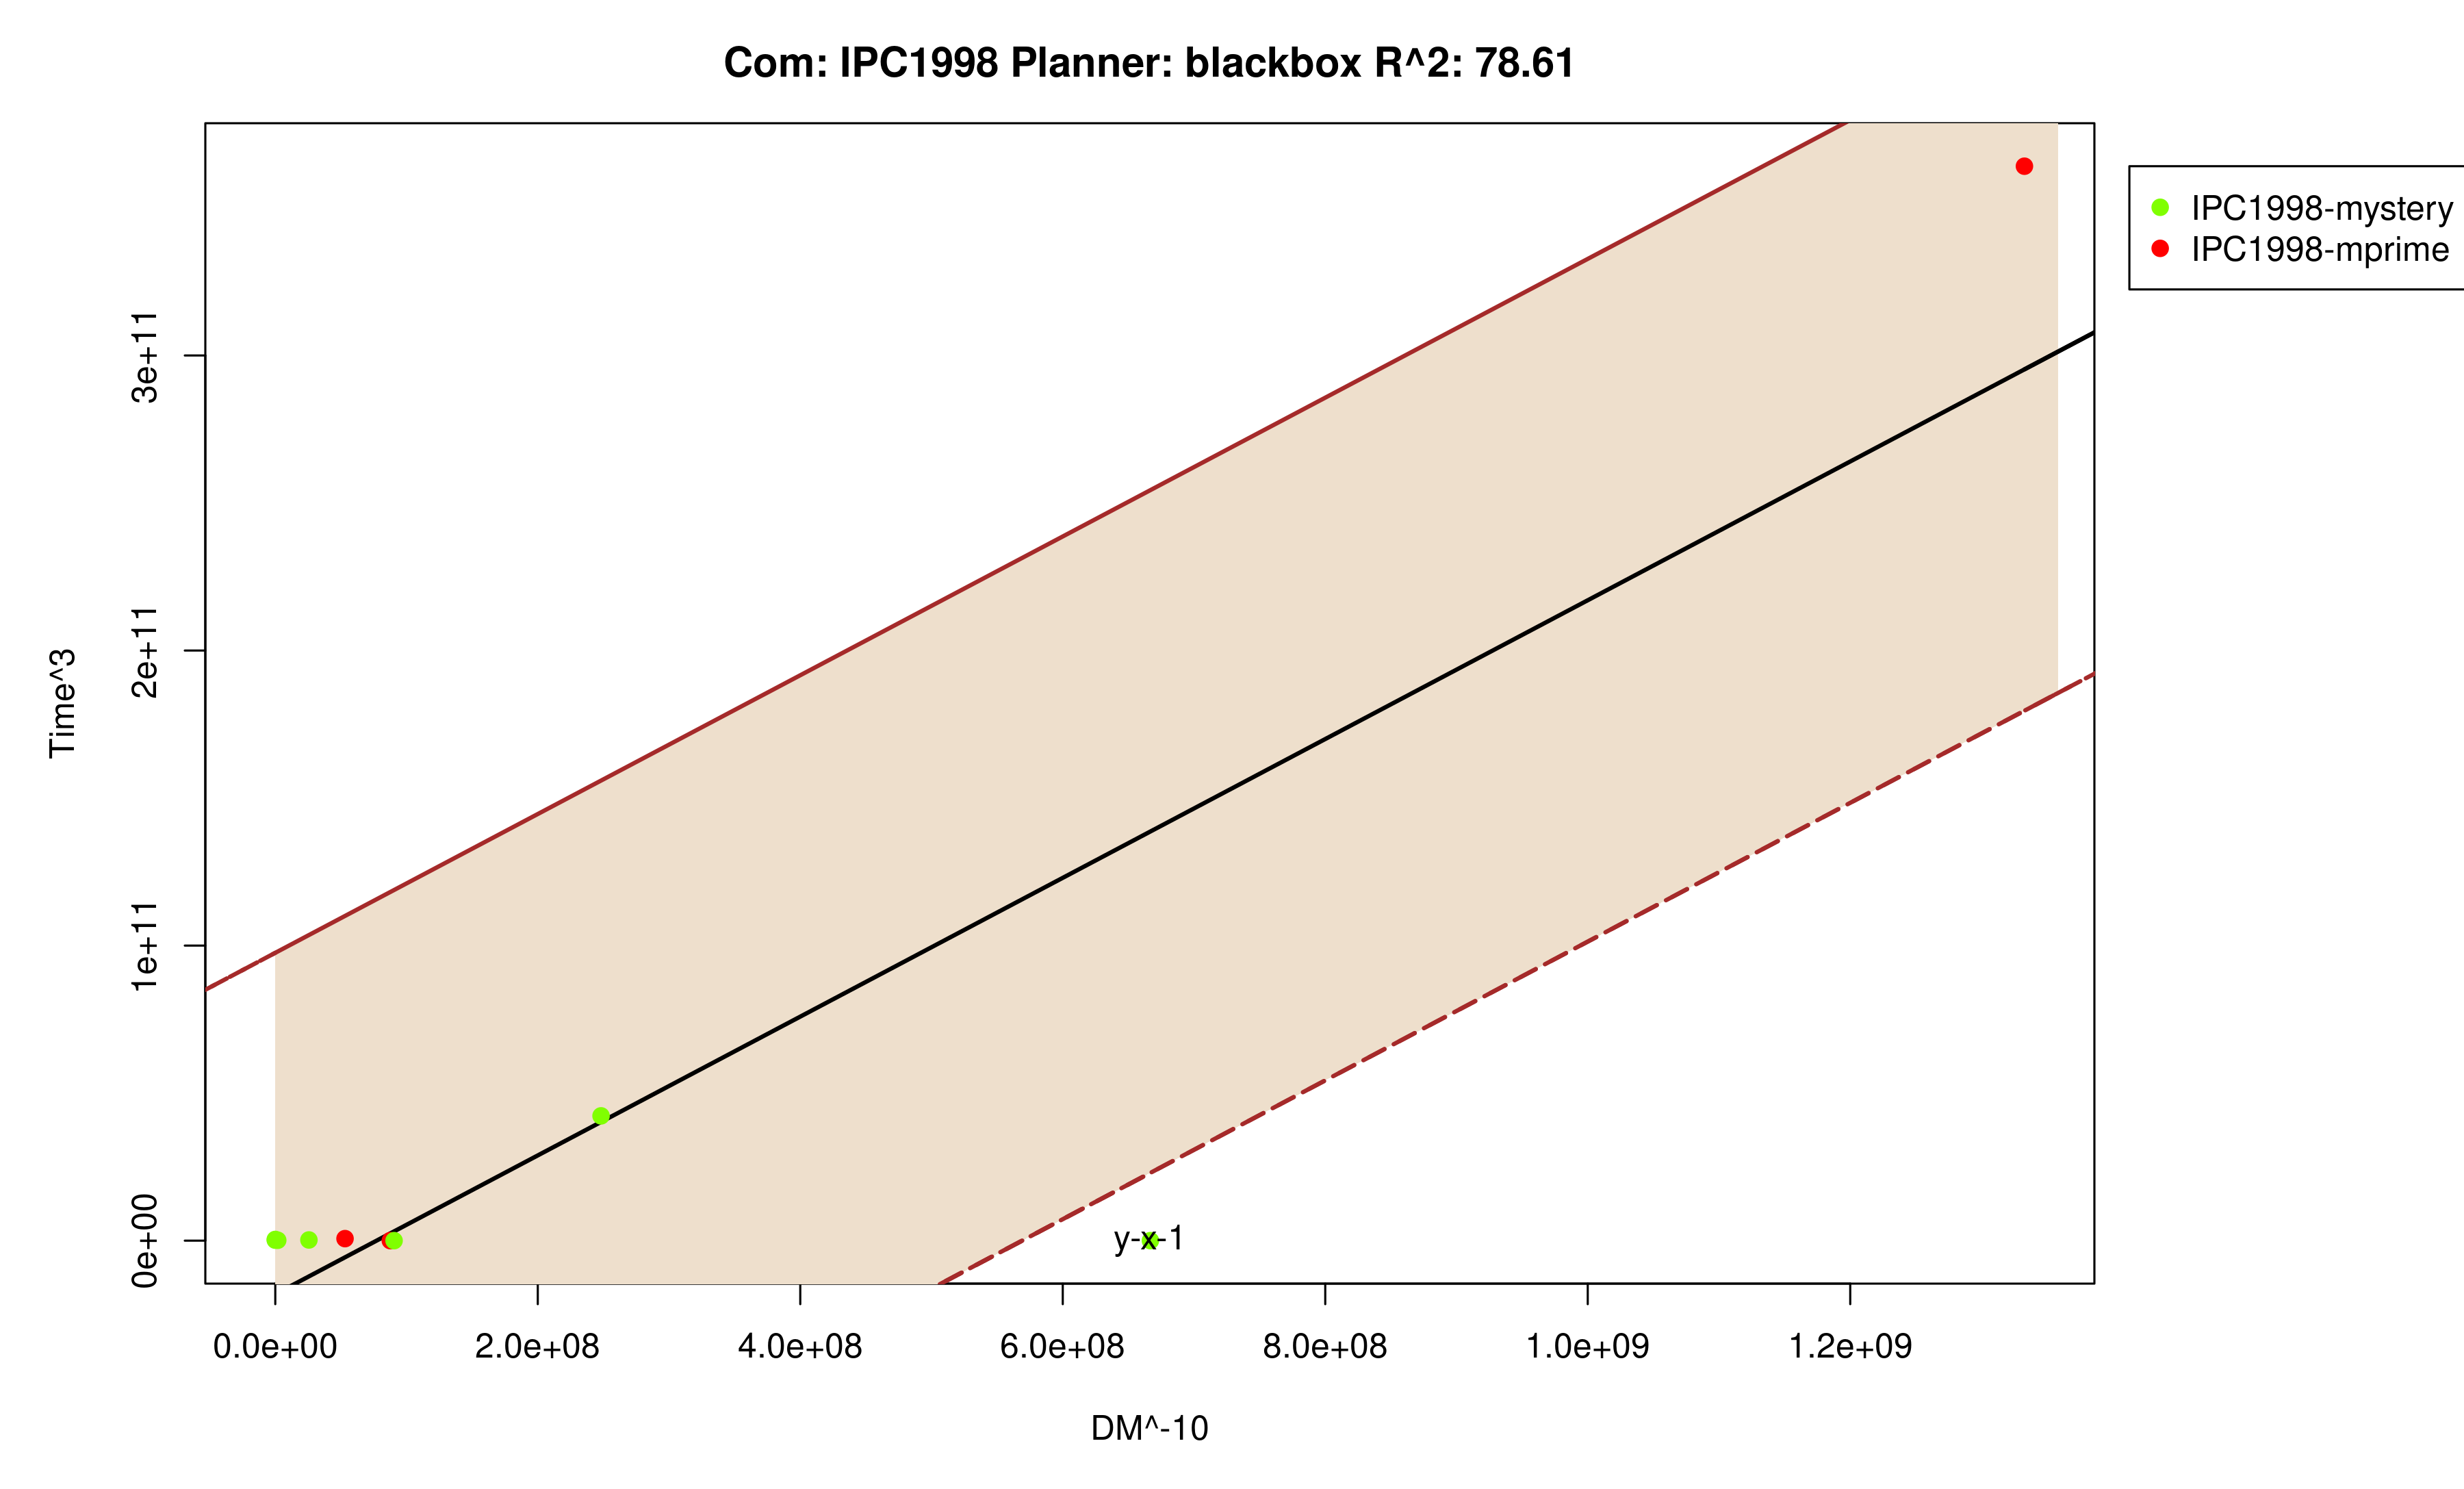 Com: IPC1998 Planner: blackbox R^2: 78.61
IPC1998-mystery
IPC1998-mprime
3e+11
2e+11
1e+11
0e+00
Time^3
y-x-1
0.0e+00 2.0e+08 4.0e+08 6.0e+08 8.0e+08 1.0e+09 1.2e+09
DM^-10